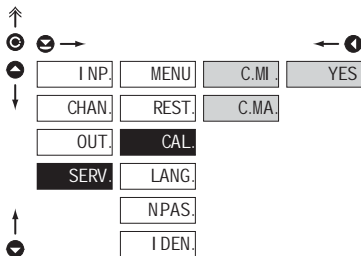 INP. MENU C.MI. YES
CHAN. REST. C.MA.
OUT. CAL.
SERV. LANG.
NPAS.
IDEN.